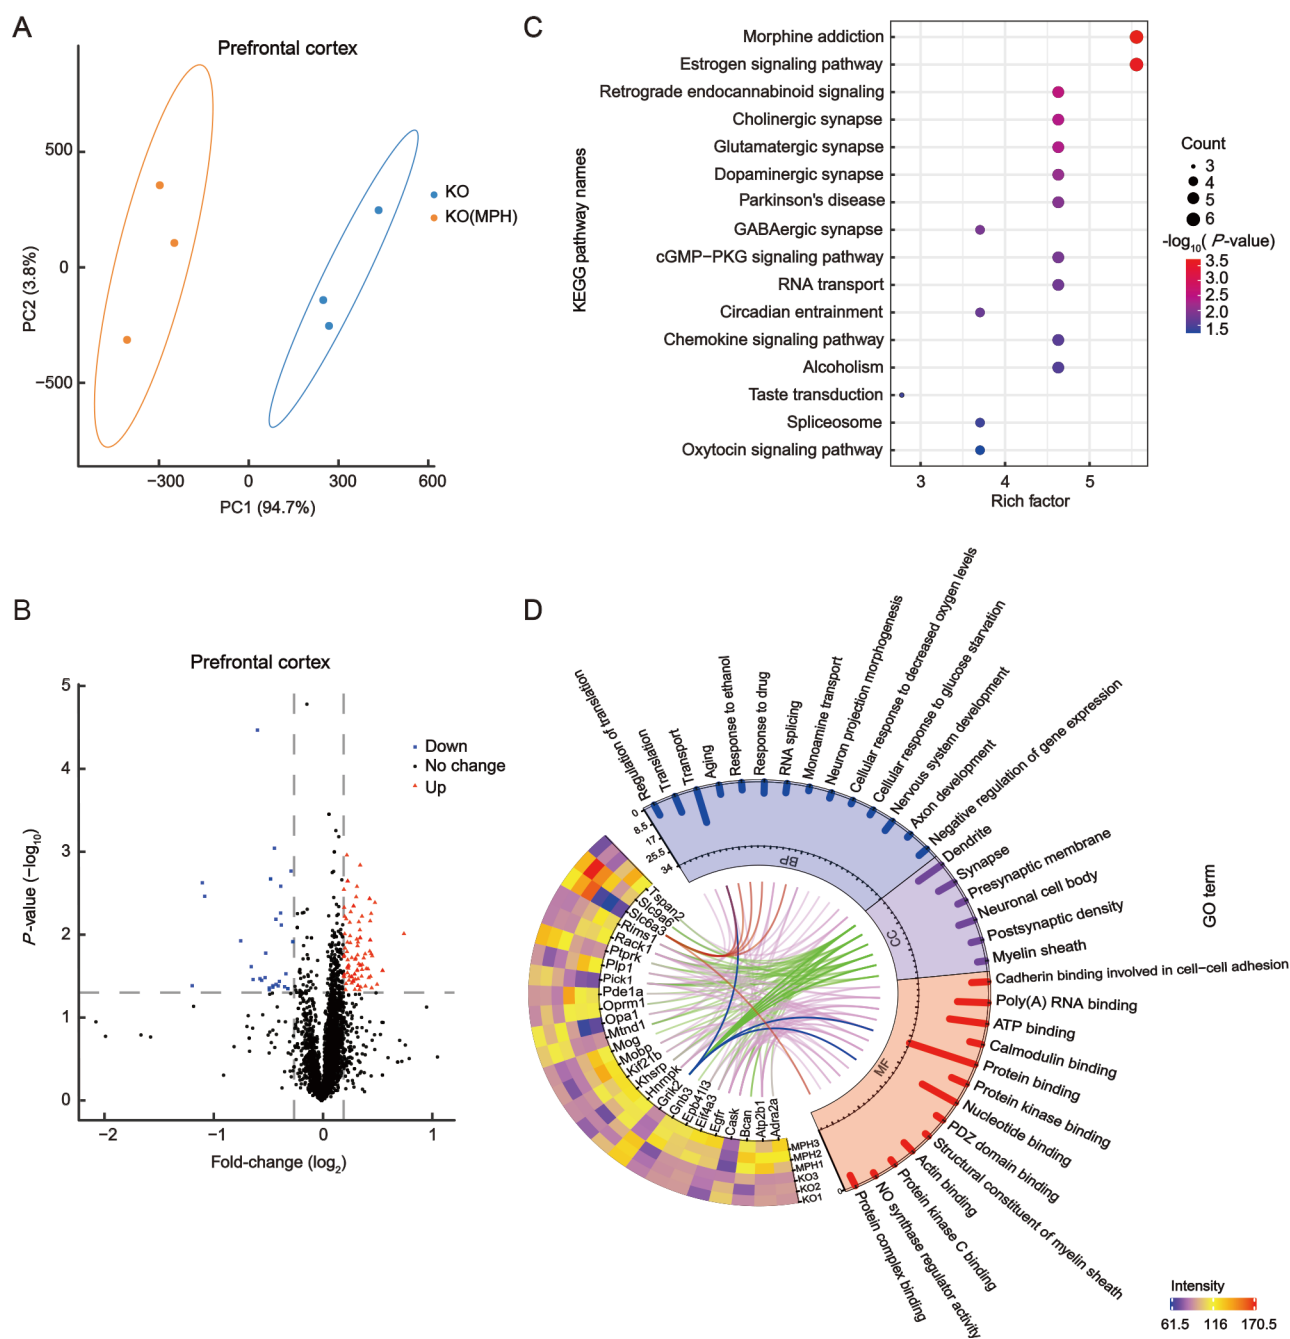 A
Prefrontal cortex
PC2 (3.8%)
500
0
−500
−300
0
300
600
PC1 (94.7%)
KO
KO(MPH)
C
KEGG pathway names
Morphine addiction
Estrogen signaling pathway
Retrograde endocannabinoid signaling
Cholinergic synapse
Glutamatergic synapse
Dopaminergic synapse
Parkinson's disease
GABAergic synapse
cGMP−PKG signaling pathway
RNA transport
Circadian entrainment
Chemokine signaling pathway
Alcoholism
Taste transduction
Spliceosome
Oxytocin signaling pathway
3
4
5
Rich factor
Count
3
4
5
6
-log10( P-value)
3.5
3.0
2.5
2.0
1.5
B
Prefrontal cortex
P-value (−log10)
5
4
3
2
1
0
−2
−1
0
1
Fold-change (log2)
Down
No change
Up
D
Regulation of translation
Translation
Transport
Aging
Response to ethanol
Response to drug
RNA splicing
Monoamine transport
Neuron projection morphogenesis
Cellular response to decreased oxygen levels
Cellular response to glucose starvation
Nervous system development
Axon development
Negative regulation of gene expression
Dendrite
Synapse
Presynaptic membrane
Neuronal cell body
Postsynaptic density
Myelin sheath
Cadherin binding involved in cell−cell adhesion
Poly(A) RNA binding
ATP binding
Calmodulin binding
Protein binding
Protein kinase binding
Nucleotide binding
PDZ domain binding
Structural constituent of myelin sheath
Actin binding
Protein kinase C binding
NO synthase regulator activity
Protein complex binding
GO term
0
8.5
17
25.5
34
BP
CC
MF
0
Tspan2
Slc9a6
Slc6a3
Rims1
Rack1
Ptprk
Plp1
Pick1
Pde1a
Oprm1
Opa1
Mtnd1
Mog
Mobp
Kif21b
Khsrp
Hnrnpk
Grik2
Gnb3
Epb41l3
Eif4a3
Egfr
Cask
Bcan
Atp2b1
Adra2a
MPH3
MPH2
MPH1
KO3
KO2
KO1
Intensity
61.5
116
170.5